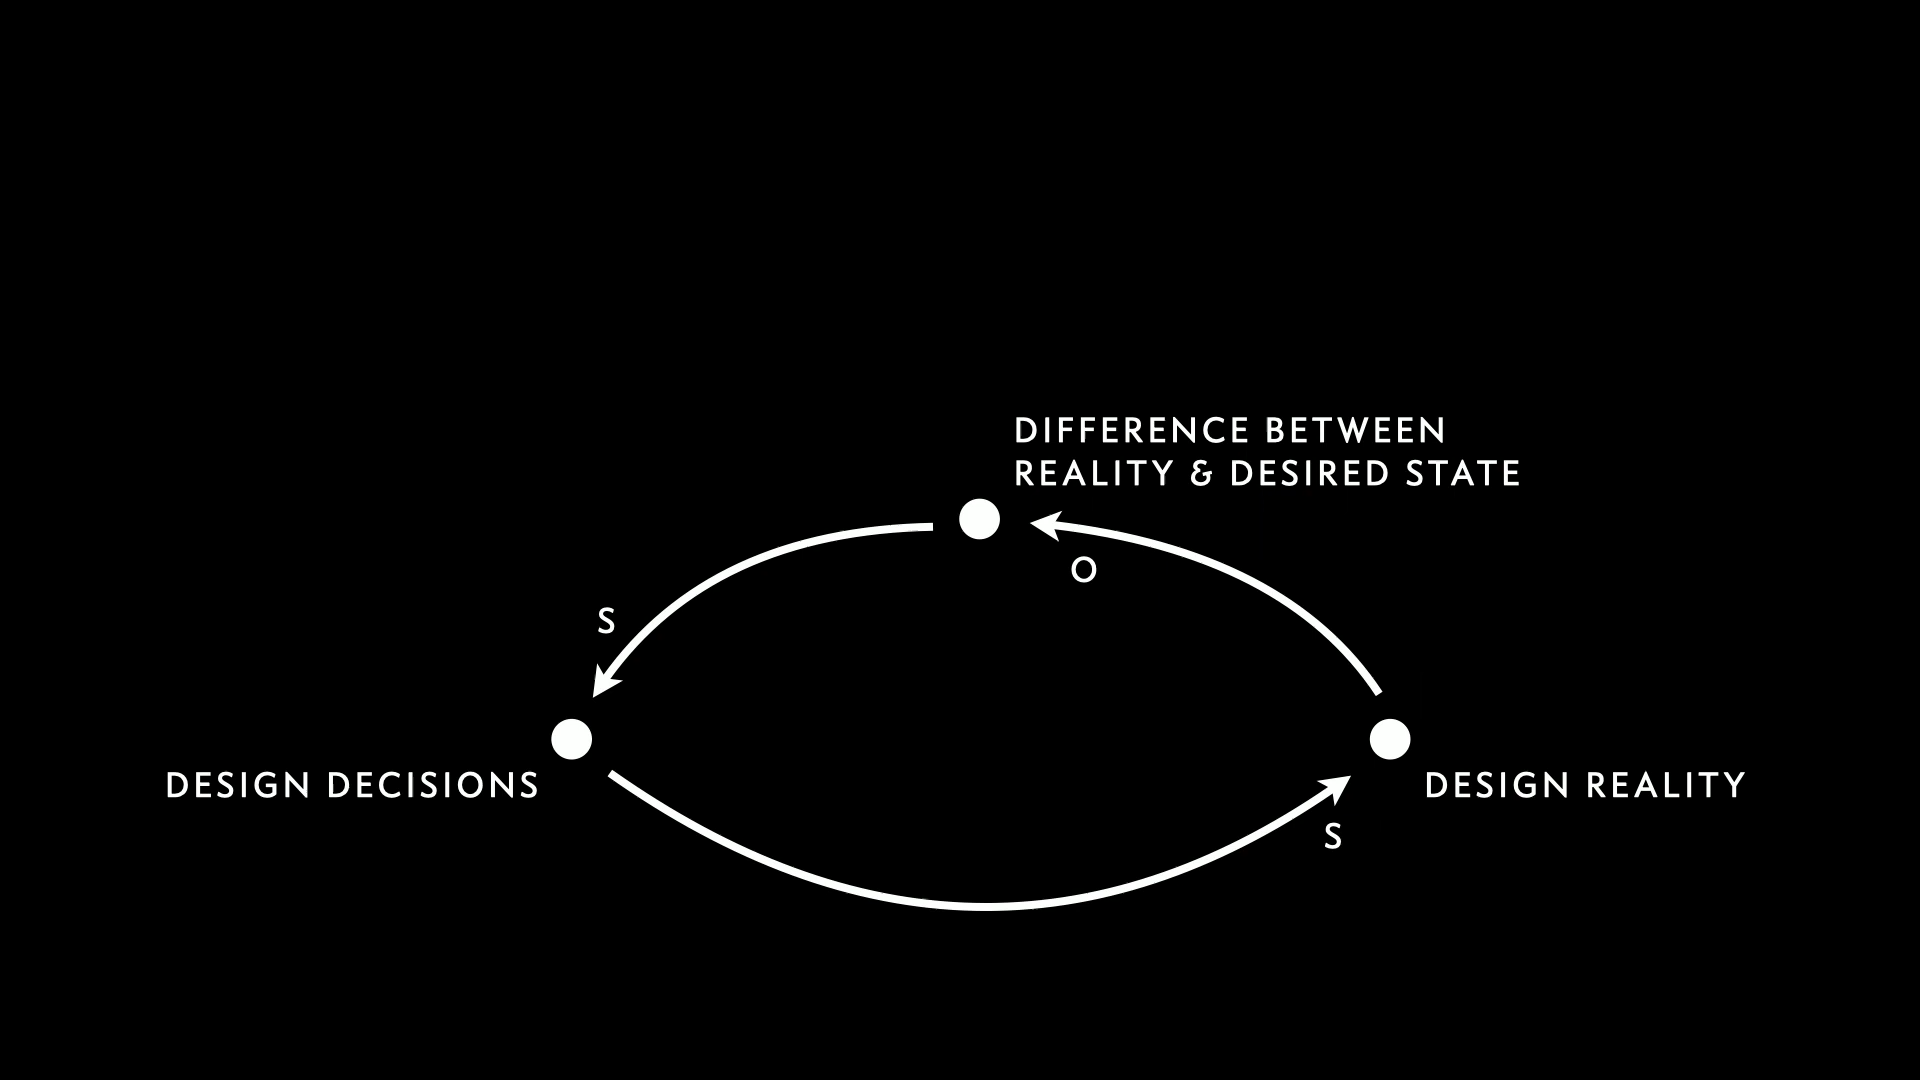 DIFFERENCE BETWEEN
REALITY & DESIRED STATE
O
S
DESIGN DECISIONS
DESIGN REALITY
S